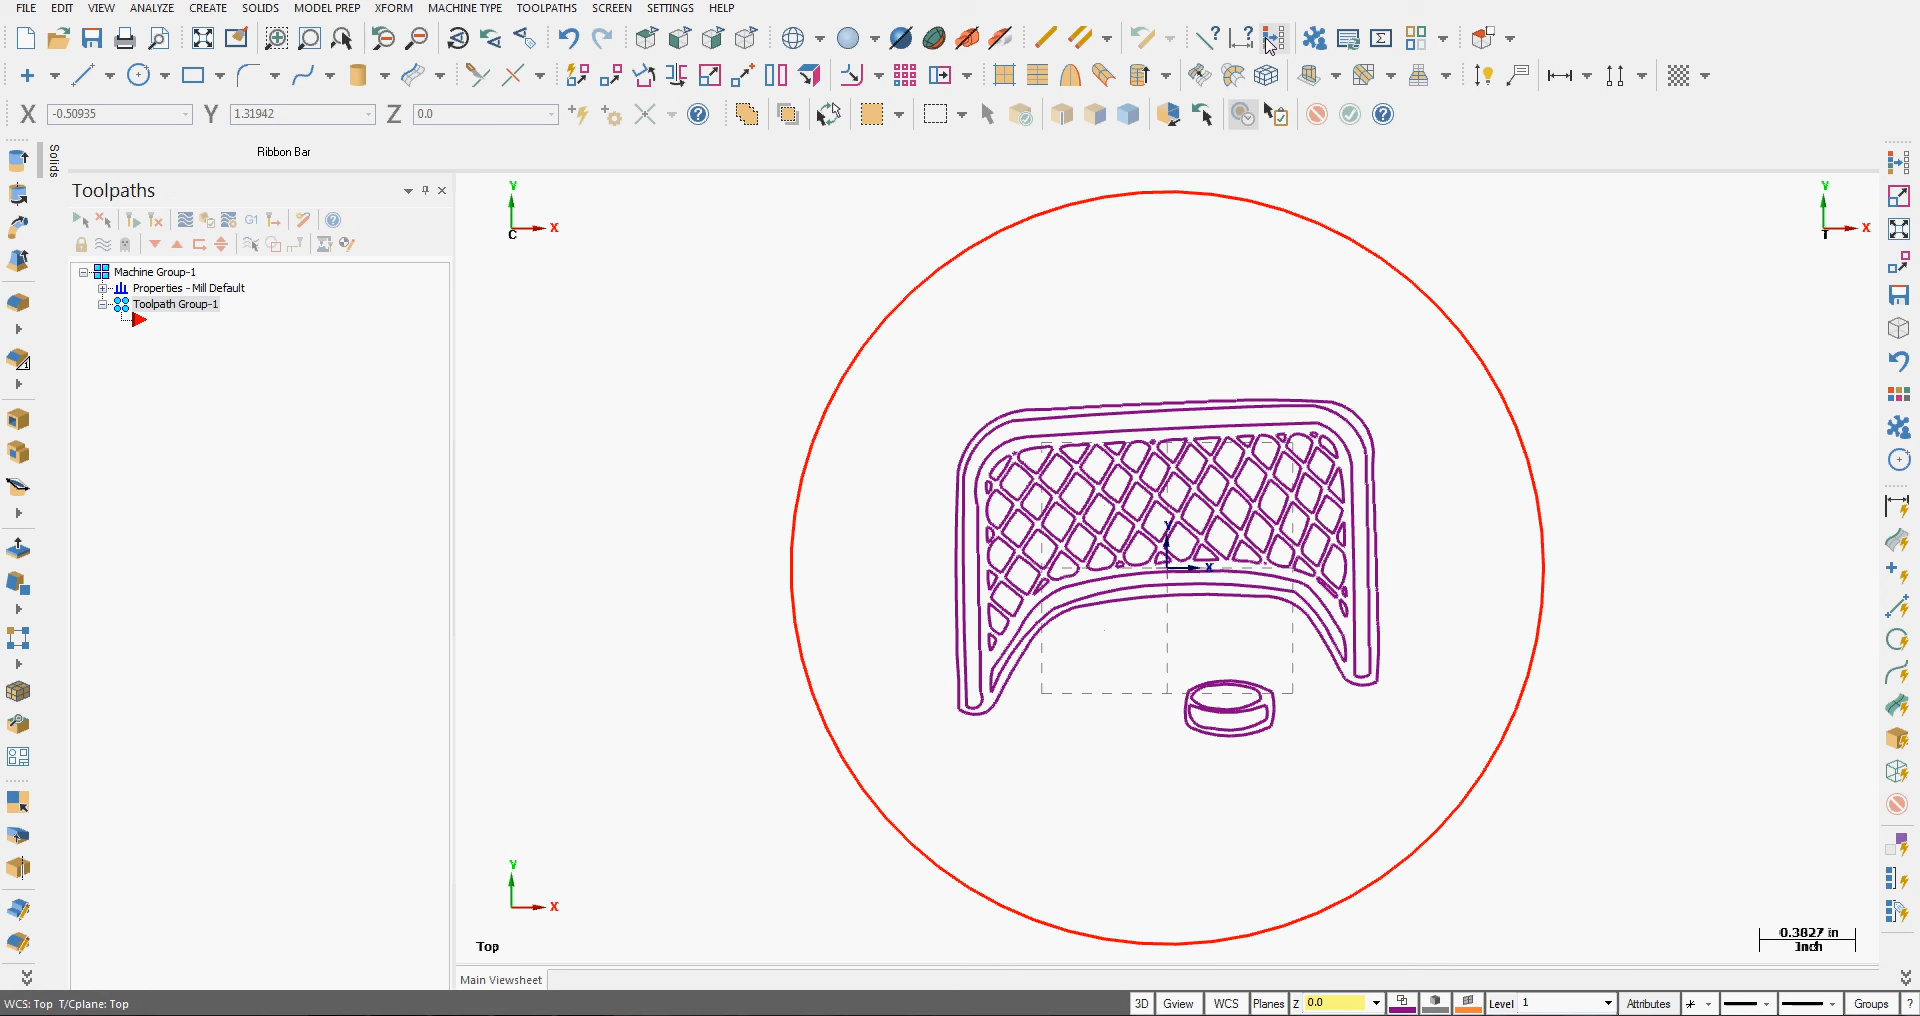 FILE EDIT VIEW ANALYZE CREATE SOLIDS MODEL PREP XFORM MACHINE TYPE TOOLPATHS SCREEN SETTINGS HELP
X -0.50935 Y 1.31942 Z 0.0
Ribbon Bar
Solids
Toolpaths
G1
Machine Group-1
Properties - Mill Default
Toolpath Group-1
Y
X
C
Y
X
T
Y
X
Y
X
Top
0.3827 in
Inch
Main Viewsheet
WCS: Top T/Cplane: Top
3D Gview WCS Planes Z 0.0 Level 1 Attributes Groups ?